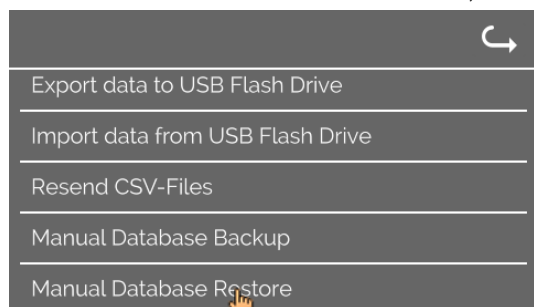 Export data to USB Flash Drive
Import data from USB Flash Drive
Resend CSV-Files
Manual Database Backup
Manual Database Restore